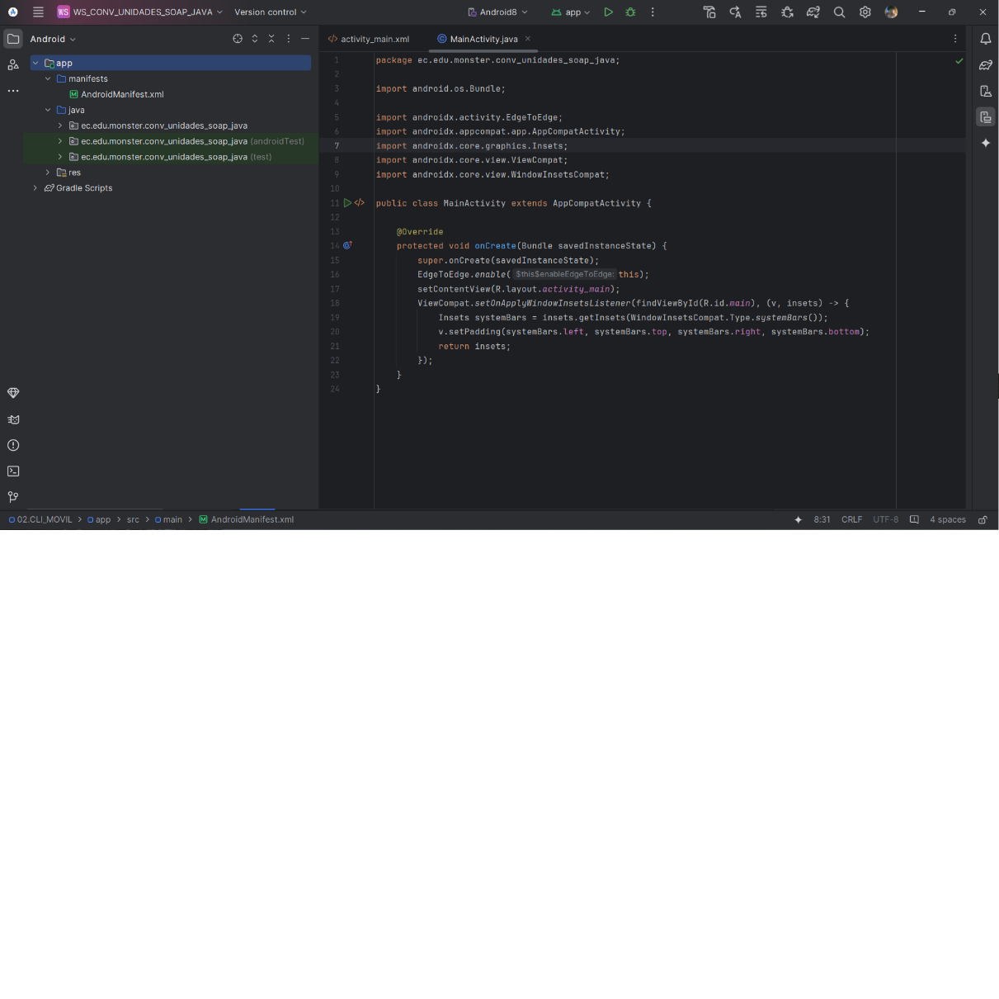 WS WS_CONV_UNIDADES_SOAP_JAVA Version control Android8 app
Android
app
manifests
AndroidManifest.xml
java
ec.edu.monster.conv_unidades_soap_java
ec.edu.monster.conv_unidades_soap_java (androidTest)
ec.edu.monster.conv_unidades_soap_java (test)
res
Gradle Scripts
activity_main.xml MainActivity.java
1 package ec.edu.monster.conv_unidades_soap_java;
2
3 import android.os.Bundle;
4
5 import androidx.activity.EdgeToEdge;
6 import androidx.appcompat.app.AppCompatActivity;
7 import androidx.core.graphics.Insets;
8 import androidx.core.view.ViewCompat;
9 import androidx.core.view.WindowInsetsCompat;
10
11 public class MainActivity extends AppCompatActivity {
12
13 @Override
14 protected void onCreate(Bundle savedInstanceState) {
15 super.onCreate(savedInstanceState);
16 EdgeToEdge.enable( $this$enableEdgeToEdge: this);
17 setContentView(R.layout.activity_main);
18 ViewCompat.setOnApplyWindowInsetsListener(findViewById(R.id.main), (v, insets) -> {
19 Insets systemBars = insets.getInsets(WindowInsetsCompat.Type.systemBars());
20 v.setPadding(systemBars.left, systemBars.top, systemBars.right, systemBars.bottom);
21 return insets;
22 });
23 }
24 }
02.CLI_MOVIL > app > src > main > AndroidManifest.xml 8:31 CRLF UTF-8 4 spaces